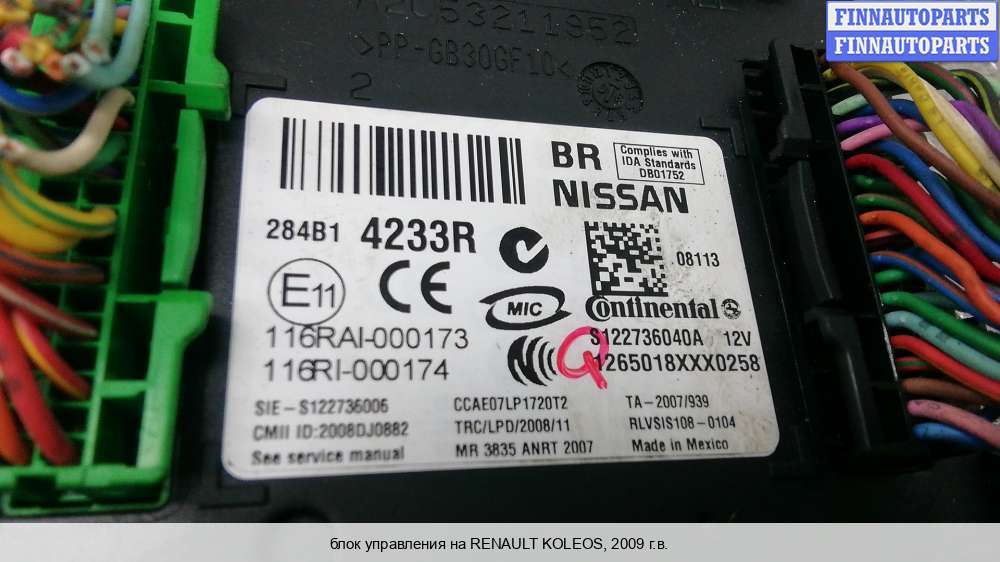 A2C53211952
>PP-GB30GF10<
2
FINNAUTOPARTS
FINNAUTOPARTS
BR
Complies with
IDA Standards
DB01752
NISSAN
284B1 4233R
08113
E11
CE
MIC
Continental
116RAI-000173
S122736040A 12V
116RI-000174
Q
1265018XXX0258
SIE-S122736006
CCAE07LP1720T2
TA-2007/939
CMII ID:2008DJ0882
TRC/LPD/2008/11
RLVSIS108-0104
See service manual
MR 3835 ANRT 2007
Made in Mexico
блок управления на RENAULT KOLEOS, 2009 г.в.